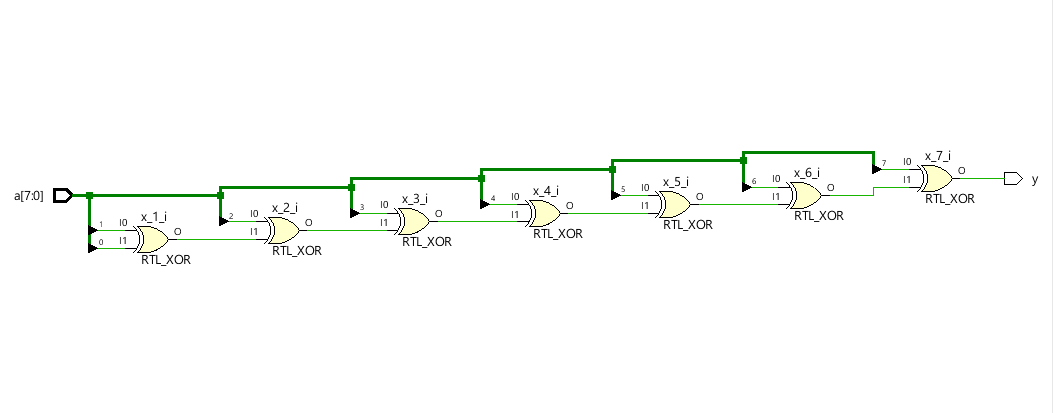 a[7:0]
1 I0 x_1_i
0 I1 O
RTL_XOR
2 I0 x_2_i
I1 O
RTL_XOR
3 I0 x_3_i
I1 O
RTL_XOR
4 I0 x_4_i
I1 O
RTL_XOR
5 I0 x_5_i
I1 O
RTL_XOR
6 I0 x_6_i
I1 O
RTL_XOR
7 I0 x_7_i
I1 O
RTL_XOR
y